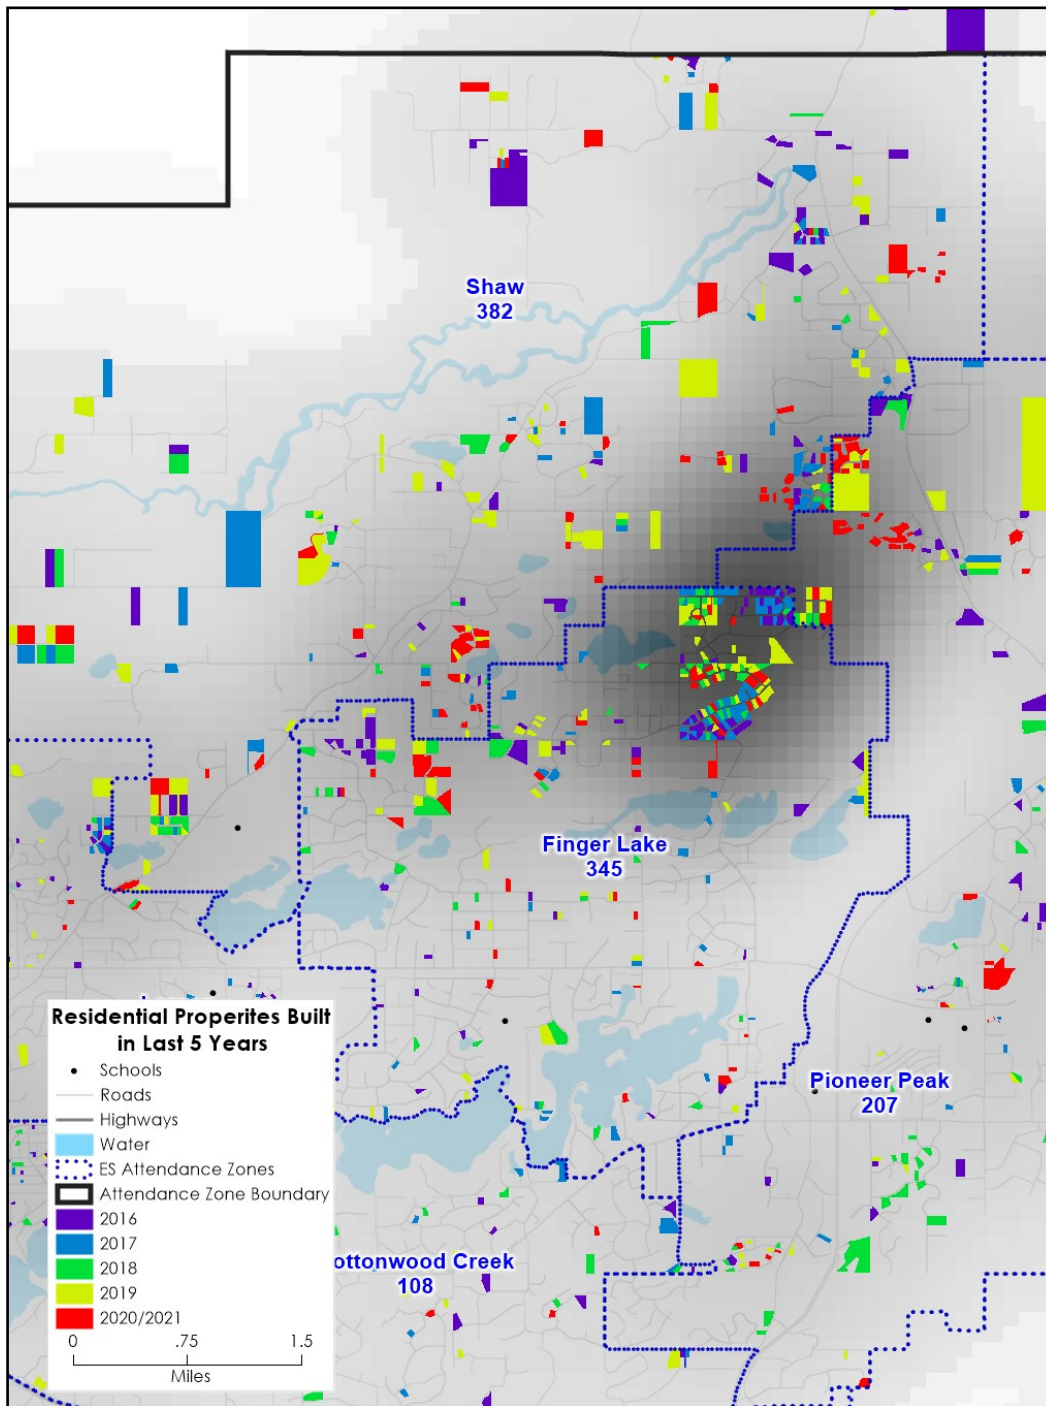 Shaw
382
Finger Lake
345
Pioneer Peak
207
ottonwood Creek
108
Residential Properites Built
in Last 5 Years
Schools
Roads
Highways
Water
ES Attendance Zones
Attendance Zone Boundary
2016
2017
2018
2019
2020/2021
0 .75 1.5
Miles